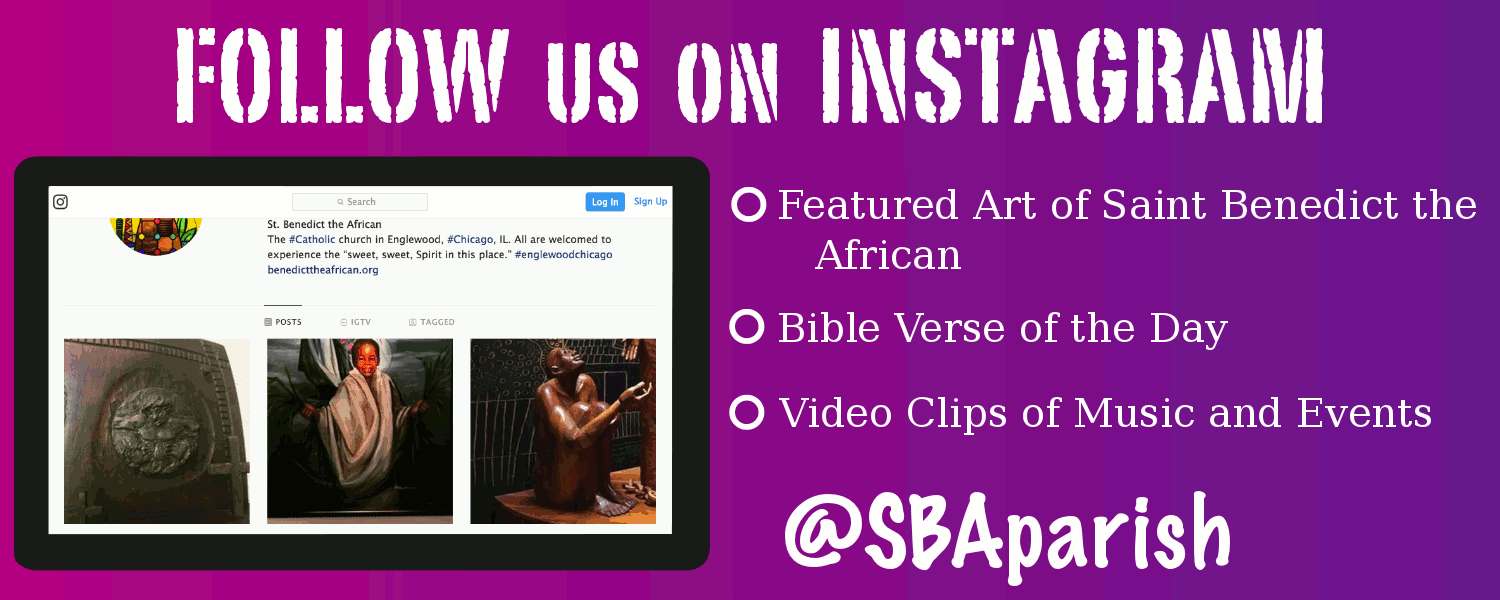 FOLLOW US ON INSTAGRAM
Search
Log In
Sign Up
St. Benedict the African
The #Catholic church in Englewood, #Chicago, IL. All are welcomed to
experience the “sweet, sweet, Spirit in this place.” #englewoodchicago
benedicttheafrican.org
POSTS
IGTV
TAGGED
Featured Art of Saint Benedict the
African
Bible Verse of the Day
Video Clips of Music and Events
@SBAparish